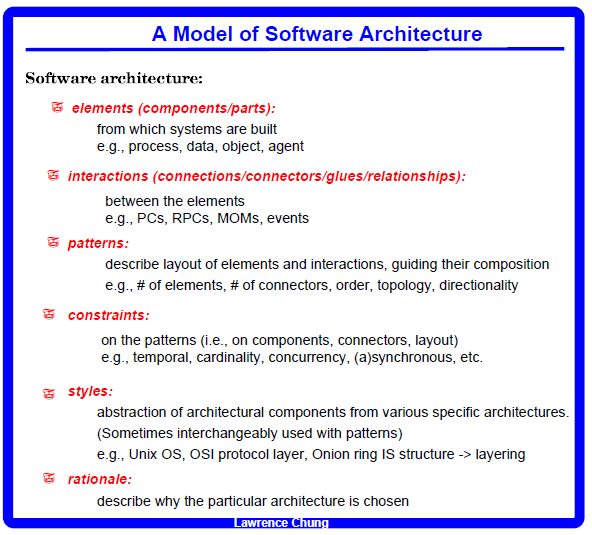 A Model of Software Architecture
Software architecture:
elements (components/parts):
from which systems are built
e.g., process, data, object, agent
interactions (connections/connectors/glues/relationships):
between the elements
e.g., PCs, RPCs, MOMs, events
patterns:
describe layout of elements and interactions, guiding their composition
e.g., # of elements, # of connectors, order, topology, directionality
constraints:
on the patterns (i.e., on components, connectors, layout)
e.g., temporal, cardinality, concurrency, (a)synchronous, etc.
styles:
abstraction of architectural components from various specific architectures.
(Sometimes interchangeably used with patterns)
e.g., Unix OS, OSI protocol layer, Onion ring IS structure -> layering
rationale:
describe why the particular architecture is chosen
Lawrence Chung